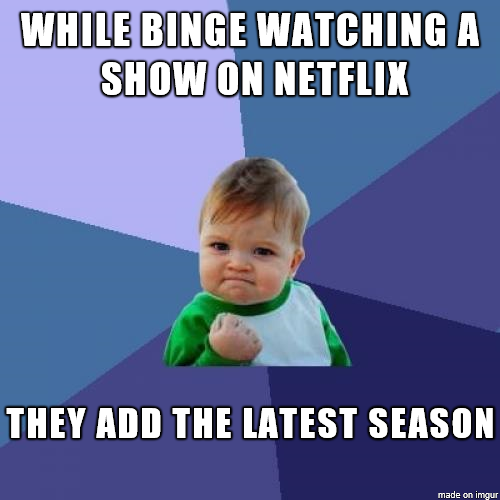 WHILE BINGE WATCHING A
SHOW ON NETFLIX
THEY ADD THE LATEST SEASON
made on imgur